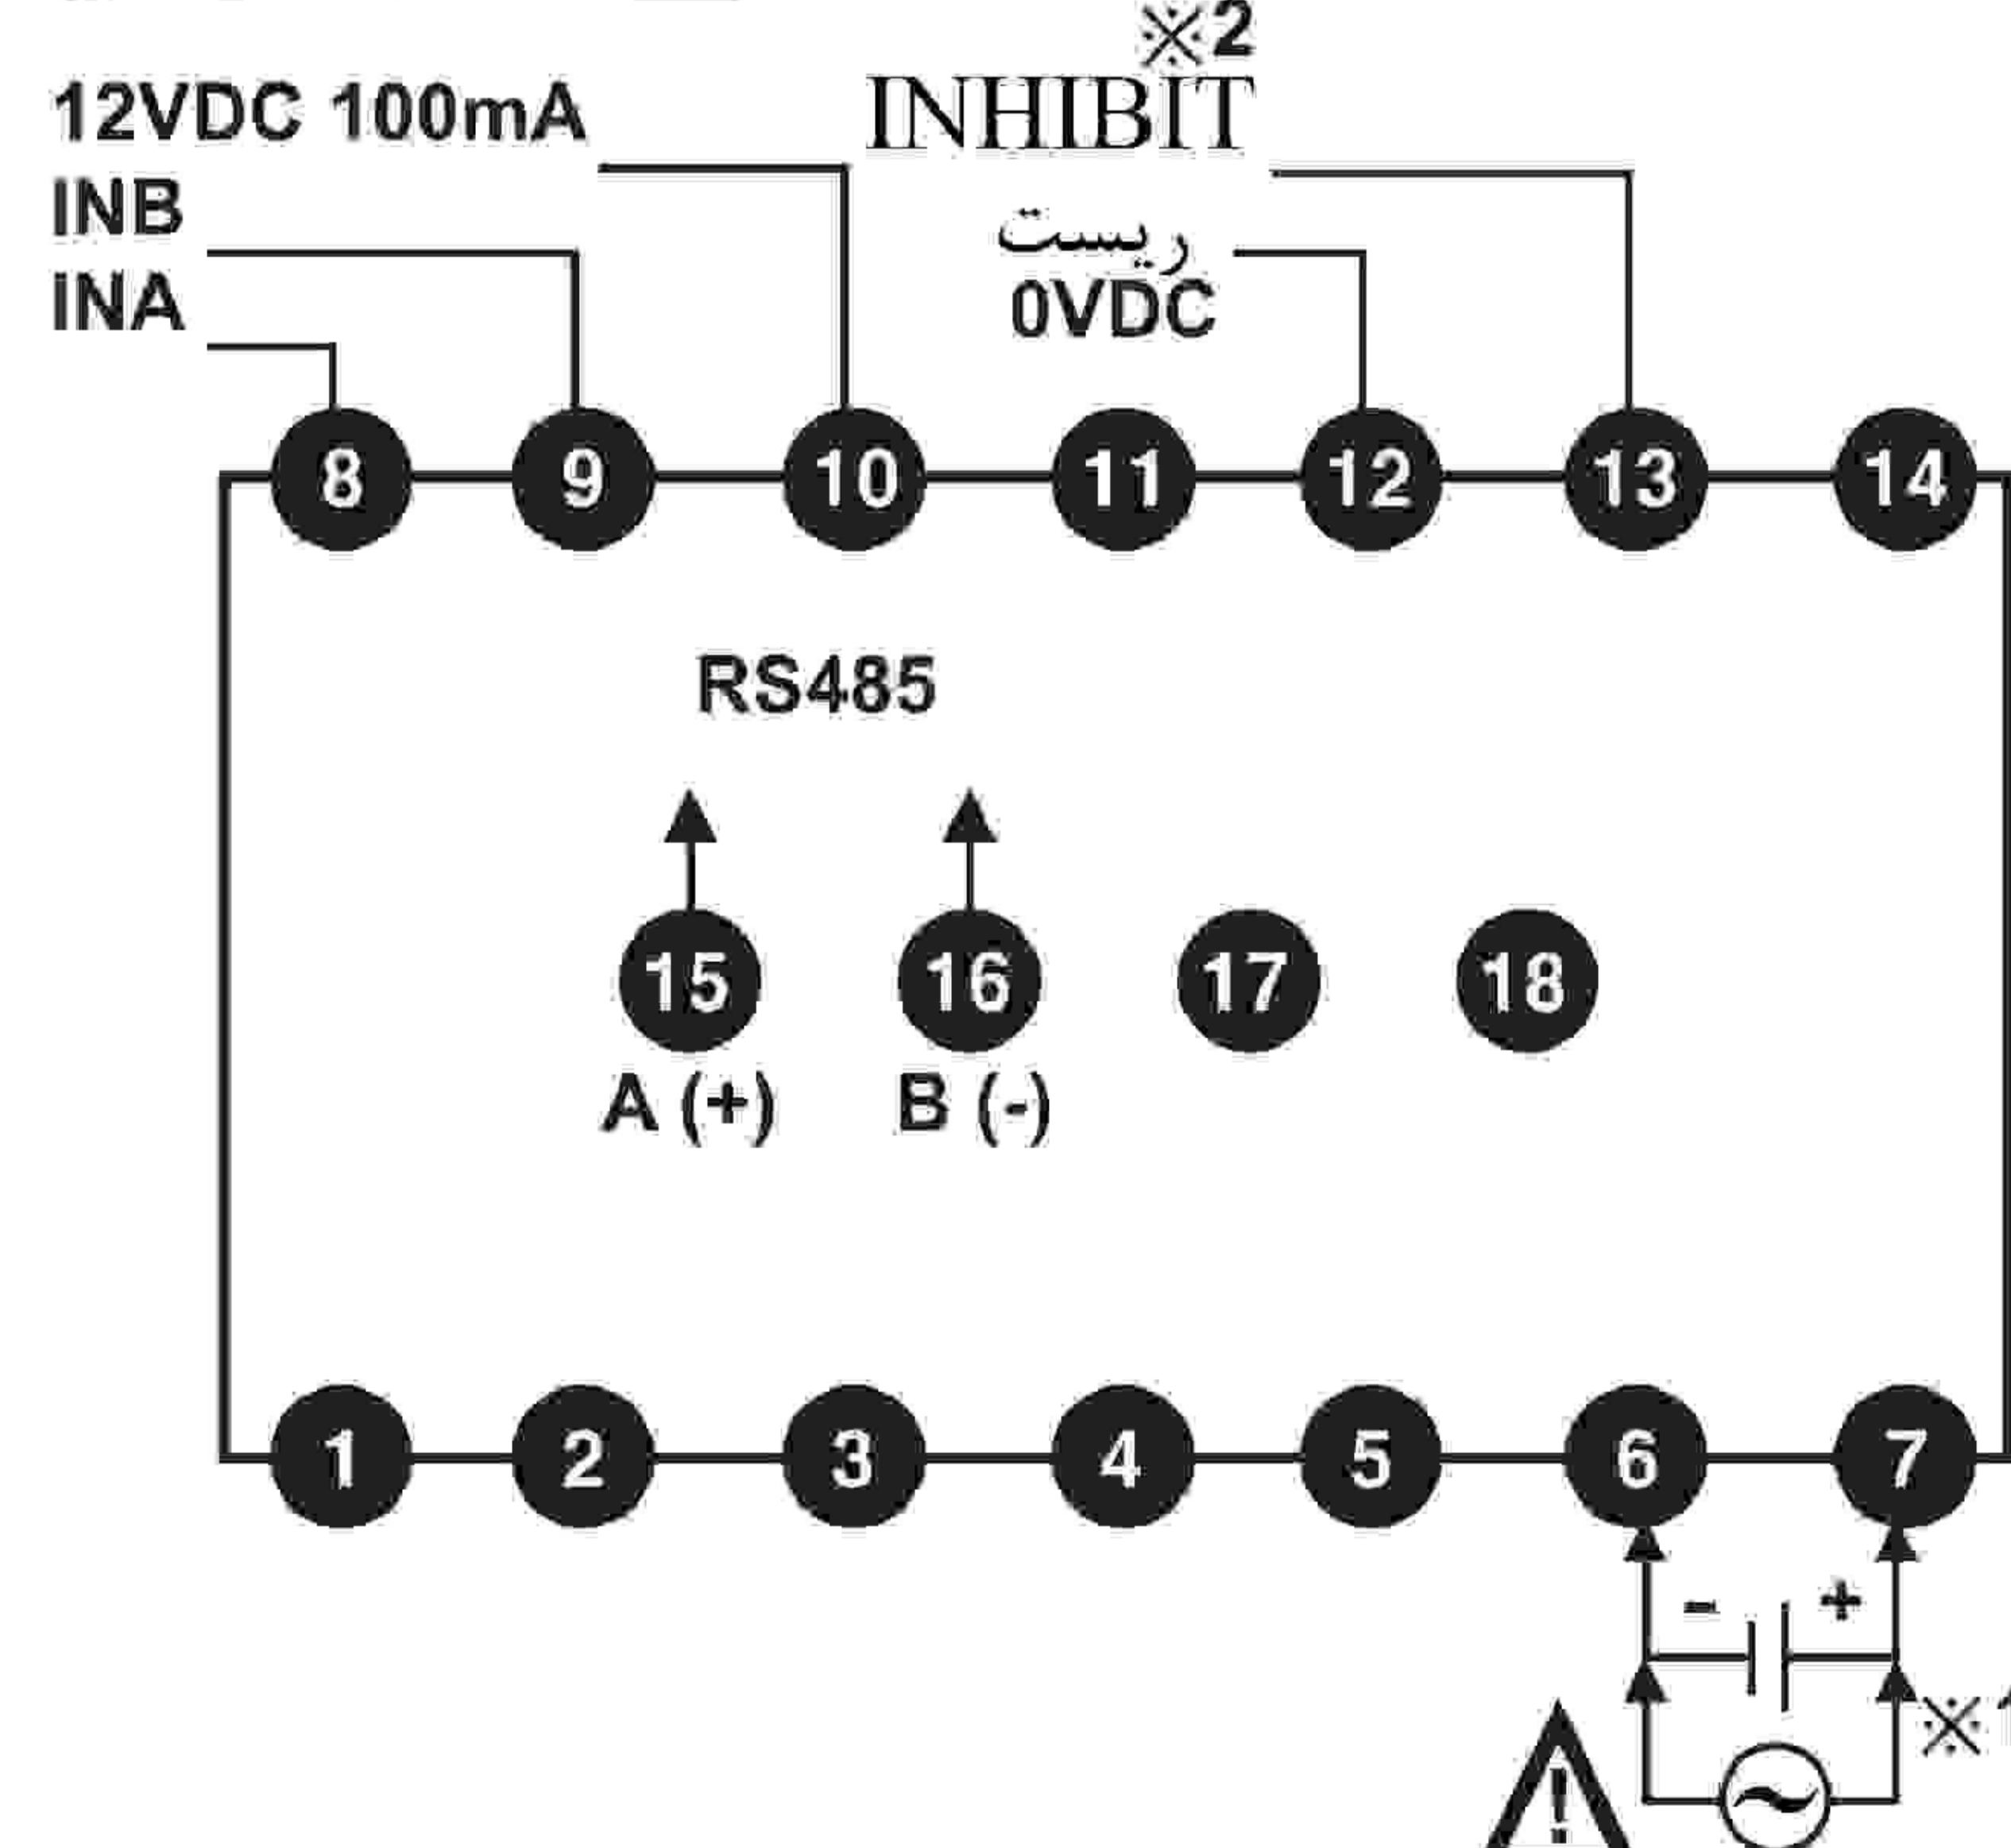 ※2
12VDC 100mA
INHIBIT
INB
ریست
INA
0VDC
8 9 10 11 12 13 14
RS485
15 16 17 18
A (+) B (-)
1 2 3 4 5 6 7
- +
※
!